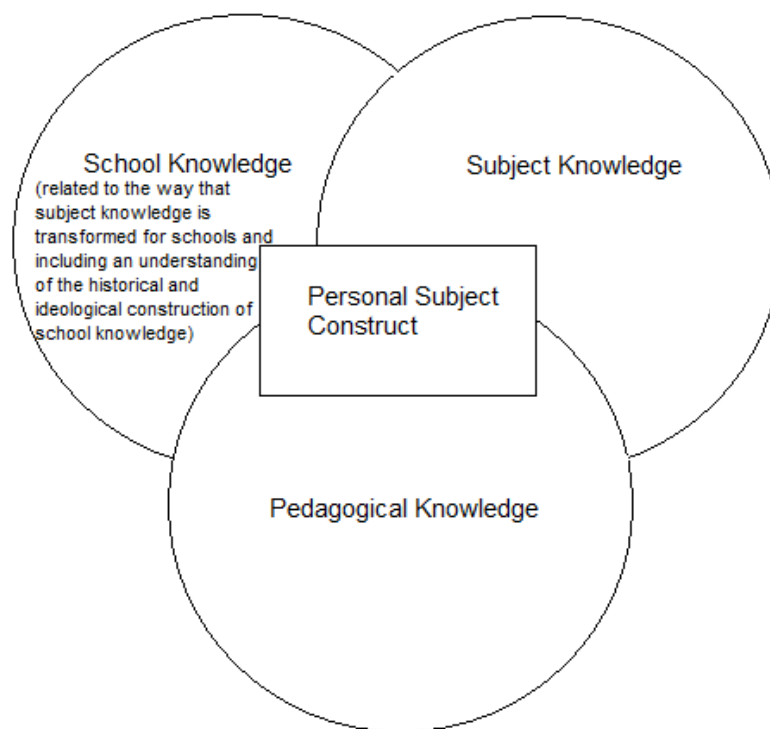 School Knowledge
(related to the way that
subject knowledge is
transformed for schools and
including an understanding
of the historical and
ideological construction of
school knowledge)
Subject Knowledge
Personal Subject
Construct
Pedagogical Knowledge